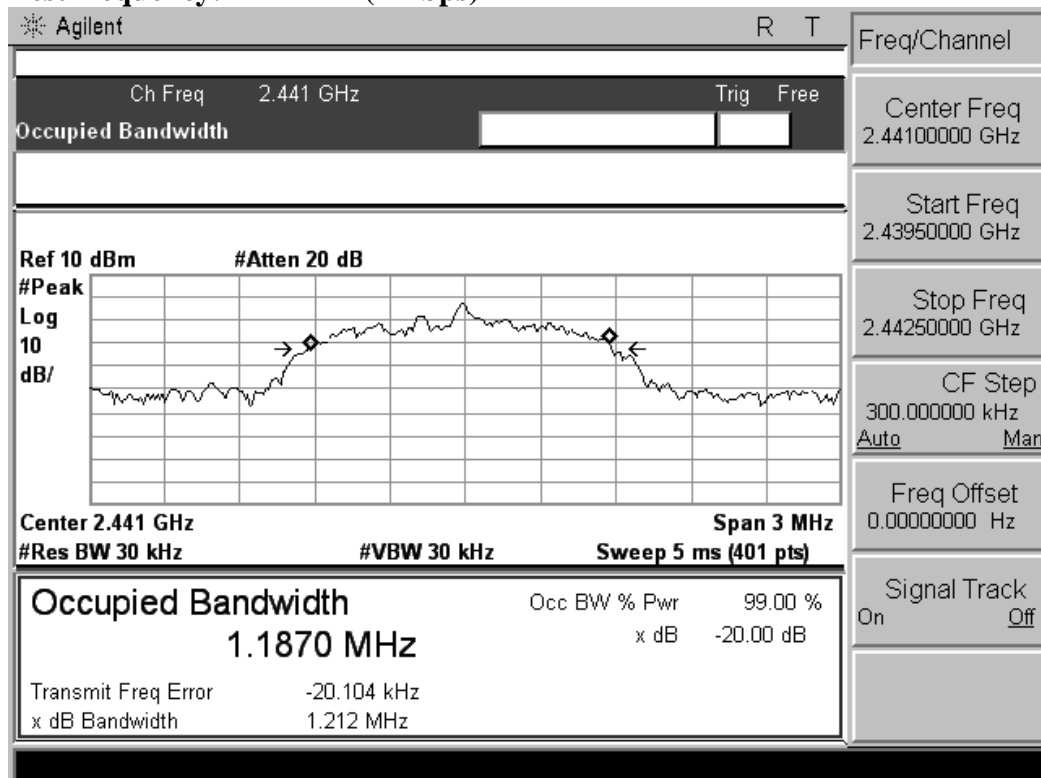 Agilent R T
Ch Freq 2.441 GHz Trig Free
Occupied Bandwidth
Ref 10 dBm #Atten 20 dB
#Peak
Log
10
dB/
Center 2.441 GHz Span 3 MHz
#Res BW 30 kHz #VBW 30 kHz Sweep 5 ms (401 pts)
Occupied Bandwidth
1.1870 MHz
Occ BW % Pwr 99.00 %
x dB -20.00 dB
Transmit Freq Error -20.104 kHz
x dB Bandwidth 1.212 MHz
Freq/Channel
Center Freq
2.44100000 GHz
Start Freq
2.43950000 GHz
Stop Freq
2.44250000 GHz
CF Step
300.000000 kHz
Auto Man
Freq Offset
0.00000000 Hz
Signal Track
On Off